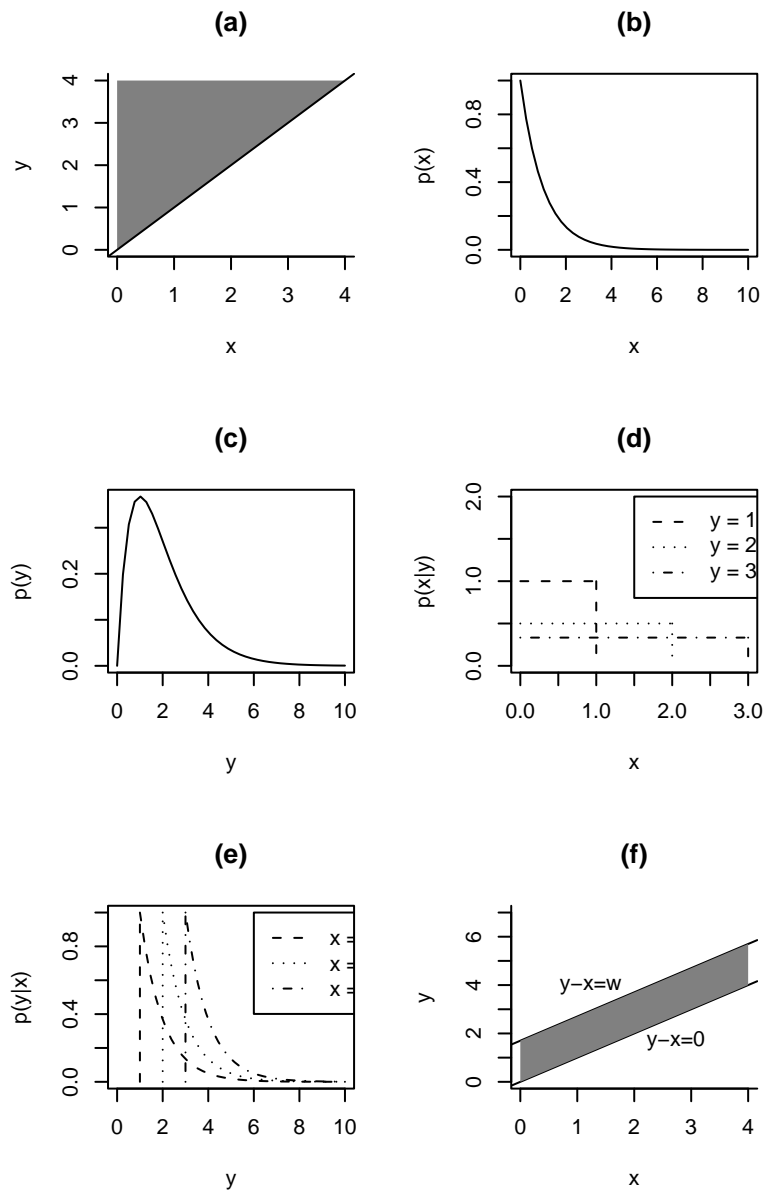 (a)
y
4
3
2
1
0
0 1 2 3 4
x
(b)
p(x)
0.8
0.4
0.0
0 2 4 6 8 10
x
(c)
p(y)
0.2
0.0
0 2 4 6 8 10
y
(d)
p(x|y)
2.0
1.0
0.0
y = 1
y = 2
y = 3
0.0 1.0 2.0 3.0
x
(e)
p(y|x)
0.8
0.4
0.0
x =
x =
x =
0 2 4 6 8 10
y
(f)
y
6
4
2
0
y−x=w
y−x=0
0 1 2 3 4
x